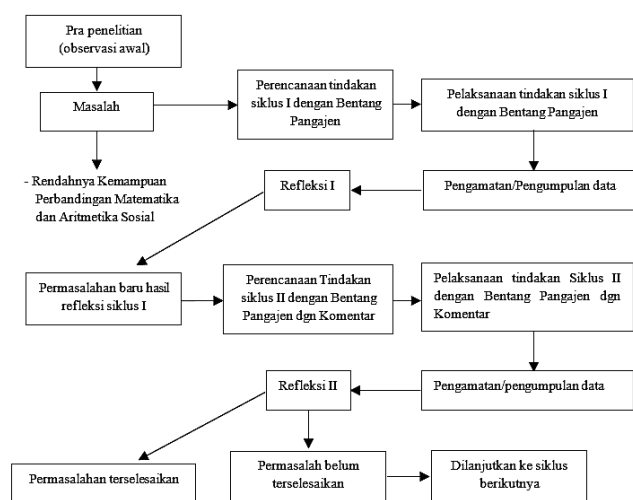 Pra penelitian
(observasi awal)
Masalah
Perencanaan tindakan
siklus I dengan Bentang
Pangajen
Pelaksanaan tindakan siklus I
dengan Bentang Pangajen
- Rendahnya Kemampuan
Perbandingan Matematika
dan Aritmetika Sosial
Refleksi I
Pengamatan/Pengumpulan data
Permasalahan baru hasil
refleksi siklus I
Perencanaan Tindakan
siklus II dengan Bentang
Pangajen dgn Komentar
Pelaksanaan tindakan Siklus II
dengan Bentang Pangajen dgn
Komentar
Refleksi II
Pengamatan/pengumpulan data
Permasalahan terselesaikan
Permasalah belum
terselesaikan
Dilanjutkan ke siklus
berikutnya